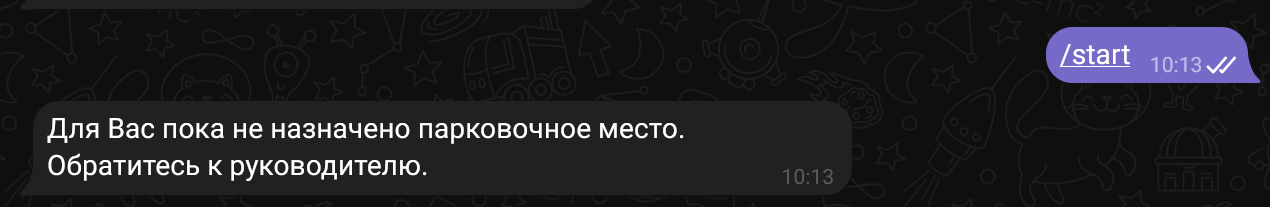 /start 10:13
Для Вас пока не назначено парковочное место.
Обратитесь к руководителю.
10:13